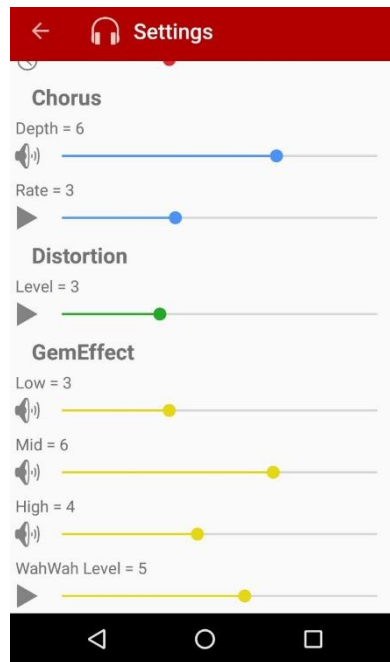 Settings
Chorus
Depth = 6
Rate = 3
Distortion
Level = 3
GemEffect
Low = 3
Mid = 6
High = 4
WahWah Level = 5